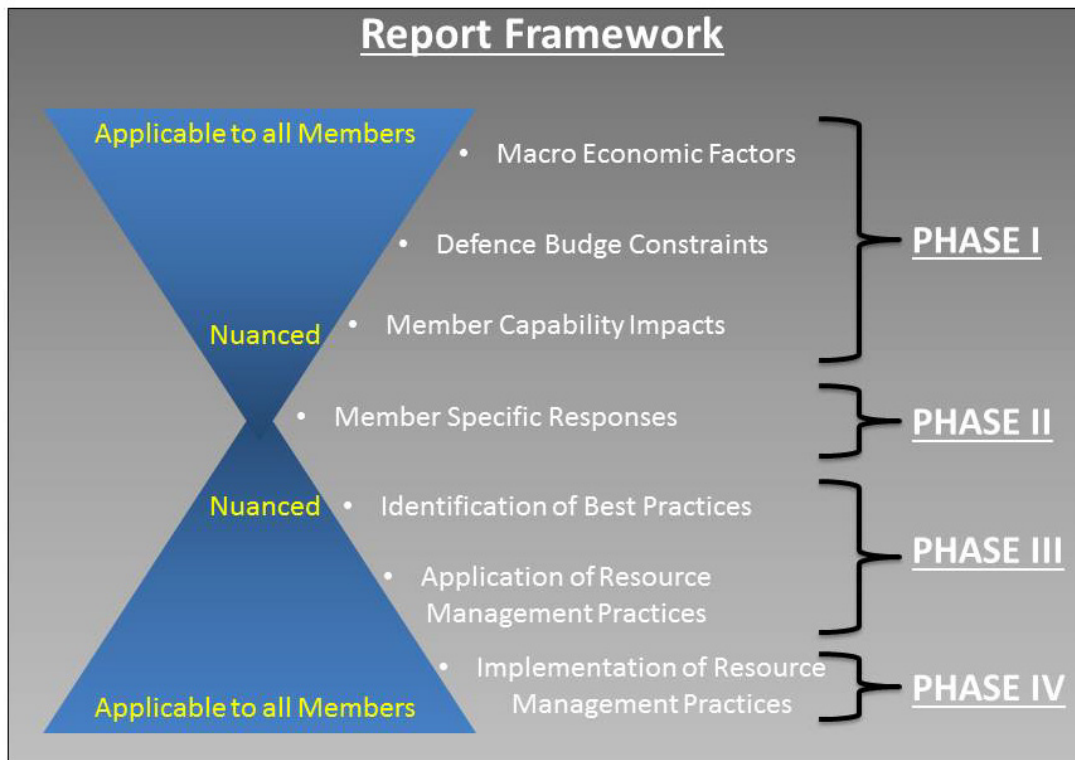 Report Framework
Applicable to all Members
• Macro Economic Factors
• Defence Budge Constraints
PHASE I
Nuanced
• Member Capability Impacts
• Member Specific Responses
PHASE II
Nuanced
• Identification of Best Practices
• Application of Resource
Management Practices
PHASE III
• Implementation of Resource
Management Practices
Applicable to all Members
PHASE IV